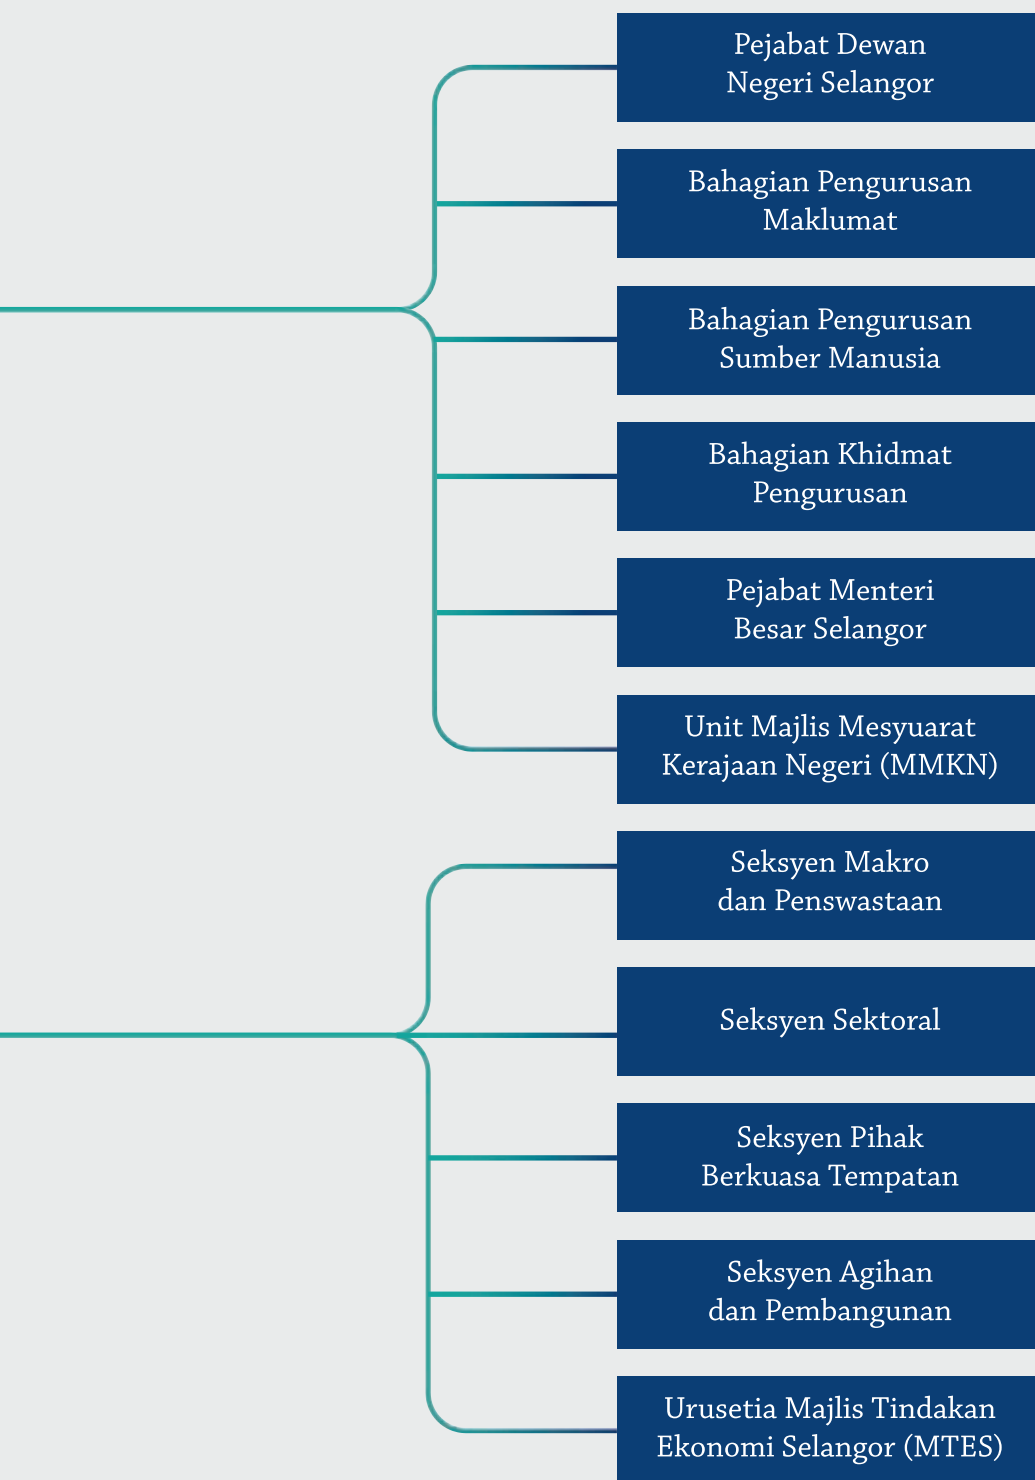 Pejabat Dewan
Negeri Selangor
Bahagian Pengurusan
Maklumat
Bahagian Pengurusan
Sumber Manusia
Bahagian Khidmat
Pengurusan
Pejabat Menteri
Besar Selangor
Unit Majlis Mesyuarat
Kerajaan Negeri (MMKN)
Seksyen Makro
dan Penswastaan
Seksyen Sektoral
Seksyen Pihak
Berkuasa Tempatan
Seksyen Agihan
dan Pembangunan
Urusetia Majlis Tindakan
Ekonomi Selangor (MTES)